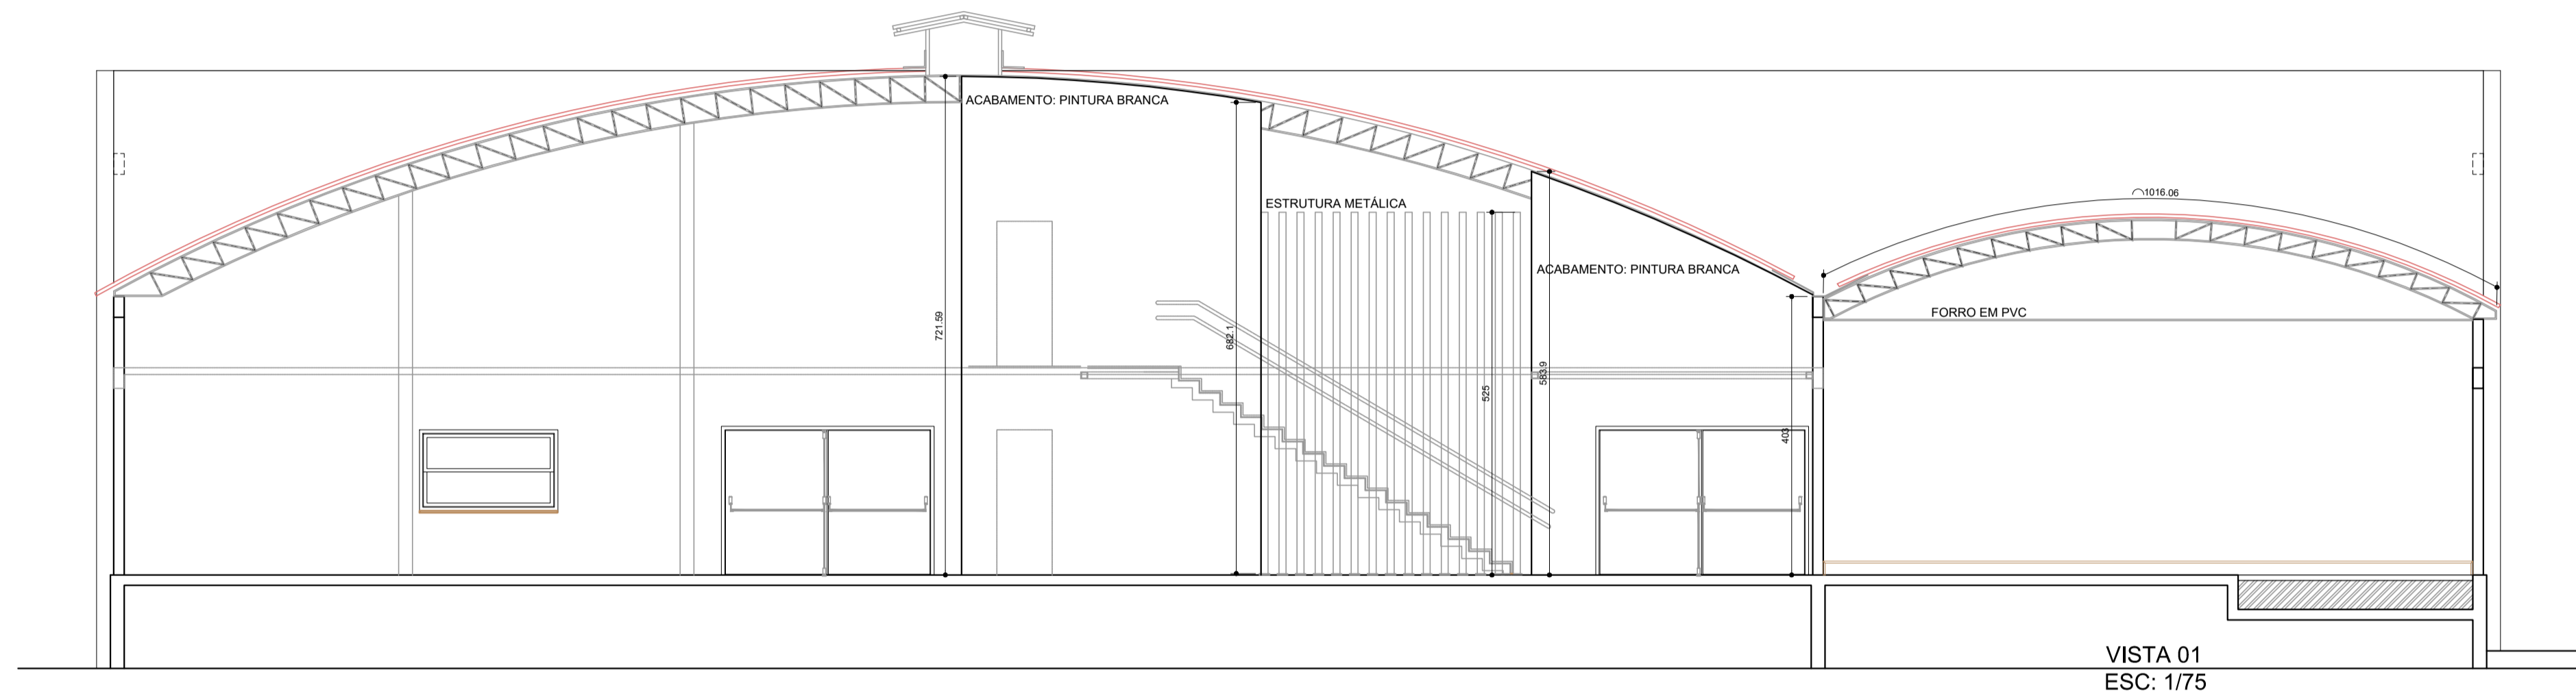 ACABAMENTO: PINTURA BRANCA
1016.06
ESTRUTURA METÁLICA
ACABAMENTO: PINTURA BRANCA
FORRO EM PVC
721.59
682.1
583.9
525
403
VISTA 01
ESC: 1/75